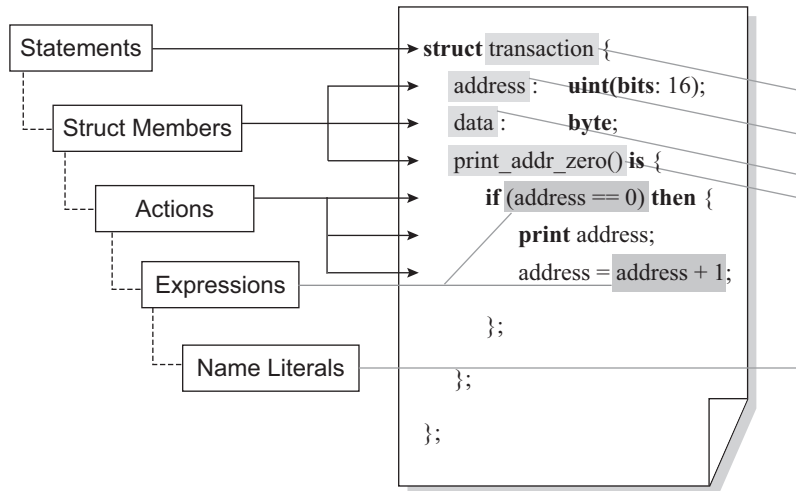 Statements
Struct Members
Actions
Expressions
Name Literals
struct transaction {
address : uint(bits: 16);
data : byte;
print_addr_zero() is {
if (address == 0) then {
print address;
address = address + 1;
};
};
};